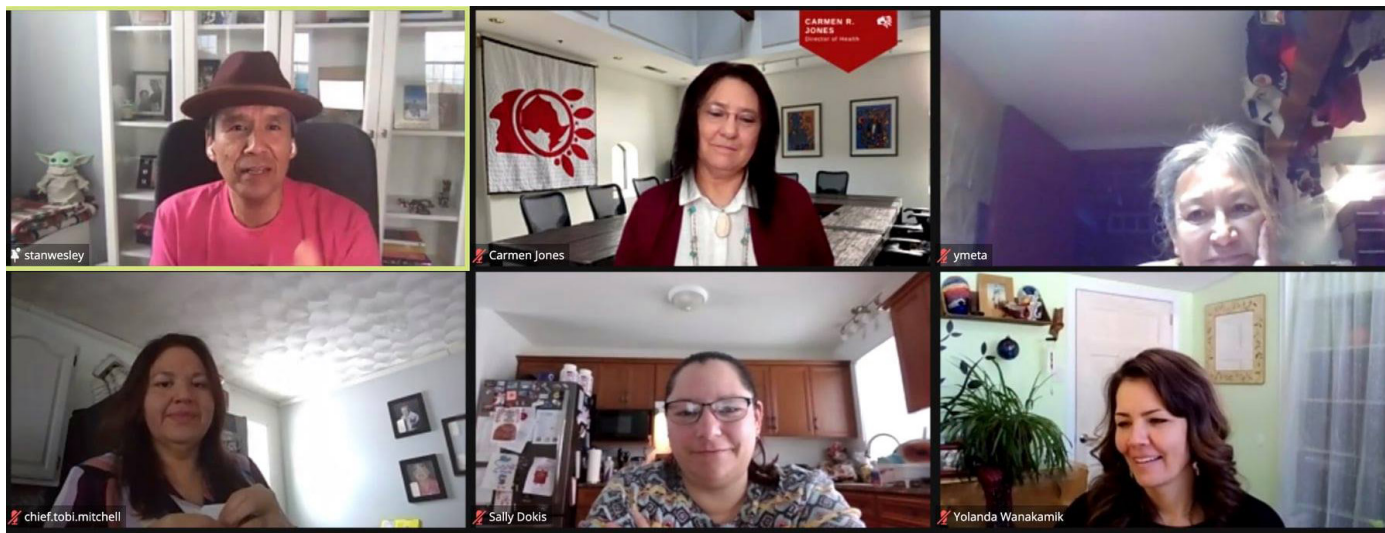 CARMEN R.
JONES
Director of Health
stanwesley
Carmen Jones
ymeta
chief.tobi.mitchell
Sally Dokis
Yolanda Wanakamik